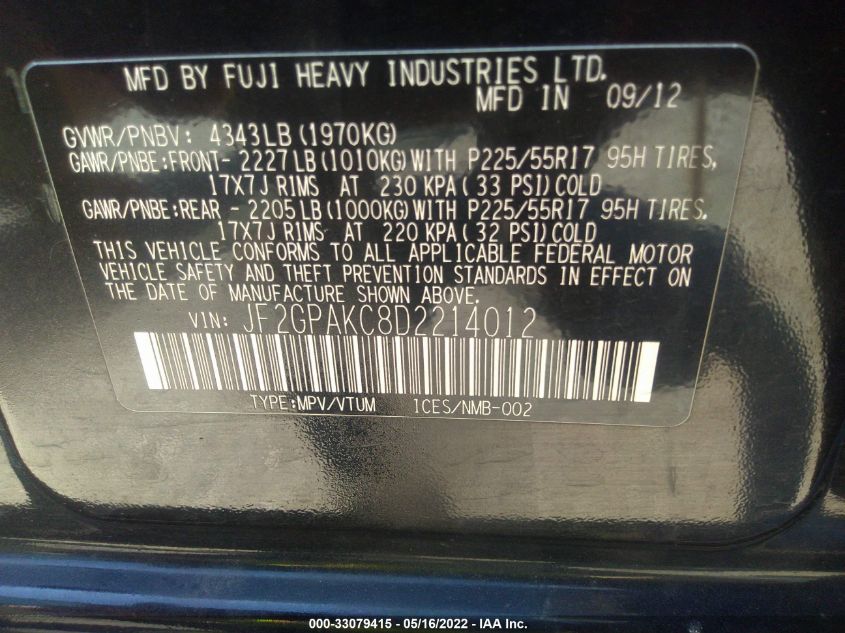 MFD BY FUJI HEAVY INDUSTRIES LTD.
MFD IN 09/12
GVWR/PNBV: 4343LB (1970KG)
GAWR/PNBE:FRONT- 2227LB (1010KG) WITH P225/55R17 95H TIRES,
17X7J RIMS AT 230 KPA (33 PSI) COLD
GAWR/PNBE:REAR - 2205LB (1000KG) WITH P225/55R17 95H TIRES.
17X7J RIMS AT 220 KPA (32 PSI) COLD
THIS VEHICLE CONFORMS TO ALL APPLICABLE FEDERAL MOTOR
VEHICLE SAFETY AND THEFT PREVENTION STANDARDS IN EFFECT ON
THE DATE OF MANUFACTURE SHOWN ABOVE.
VIN: JF2GPAKC8D2214012
TYPE:MPV/VTUM ICES/NMB-002
000-33079415 - 05/16/2022 - IAA Inc.